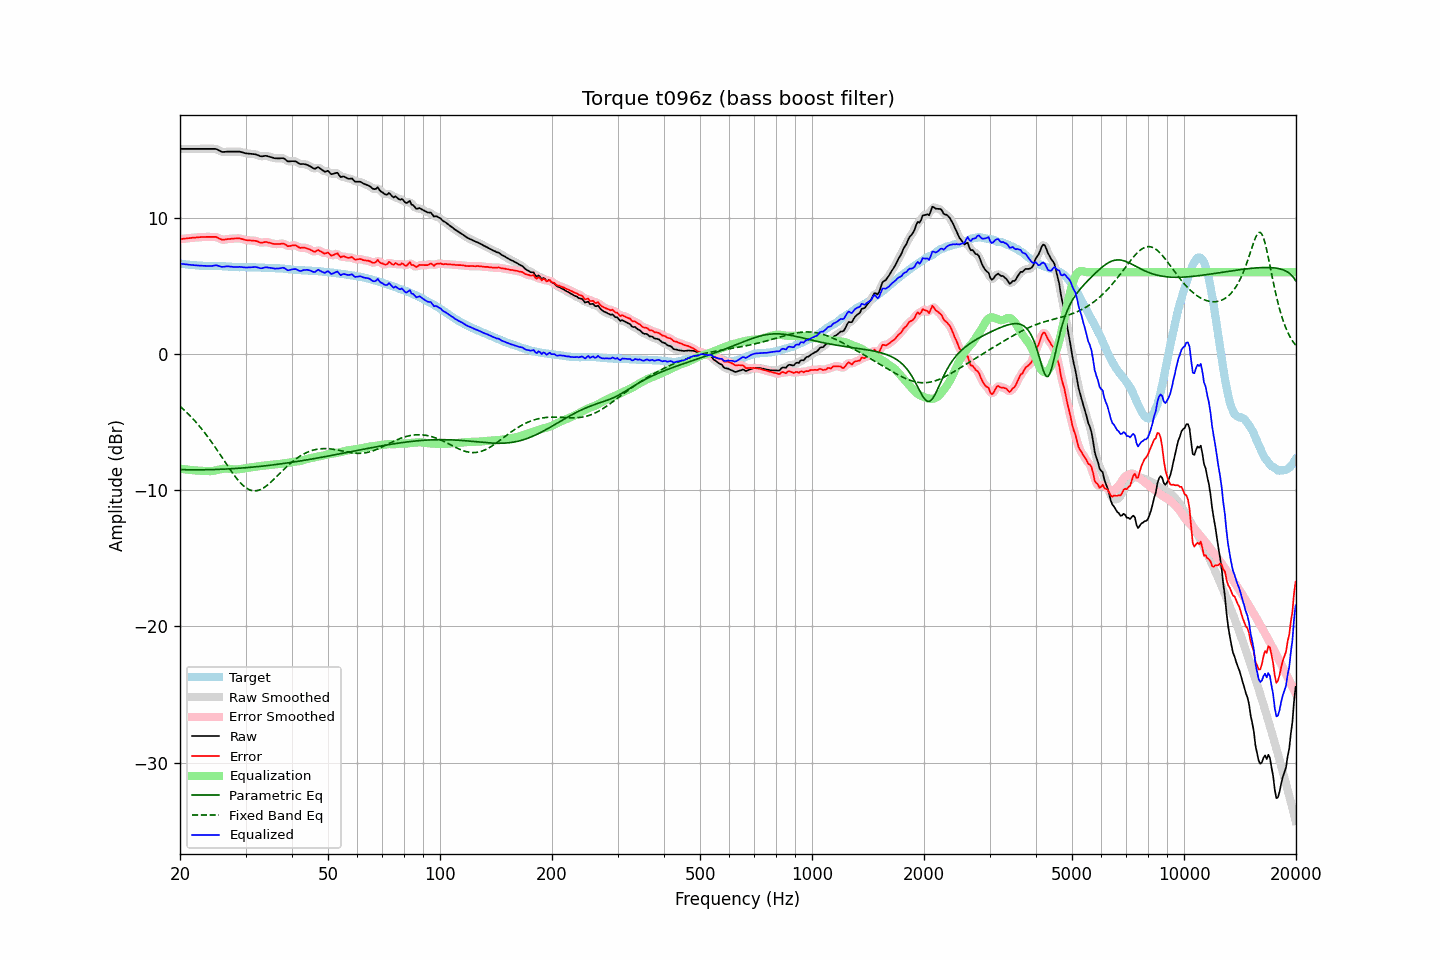 Torque t096z (bass boost filter)
10
0
−10
−20
−30
Amplitude (dBr)
Target
Raw Smoothed
Error Smoothed
Raw
Error
Equalization
Parametric Eq
Fixed Band Eq
Equalized
20 50 100 200 500 1000 2000 5000 10000 20000
Frequency (Hz)